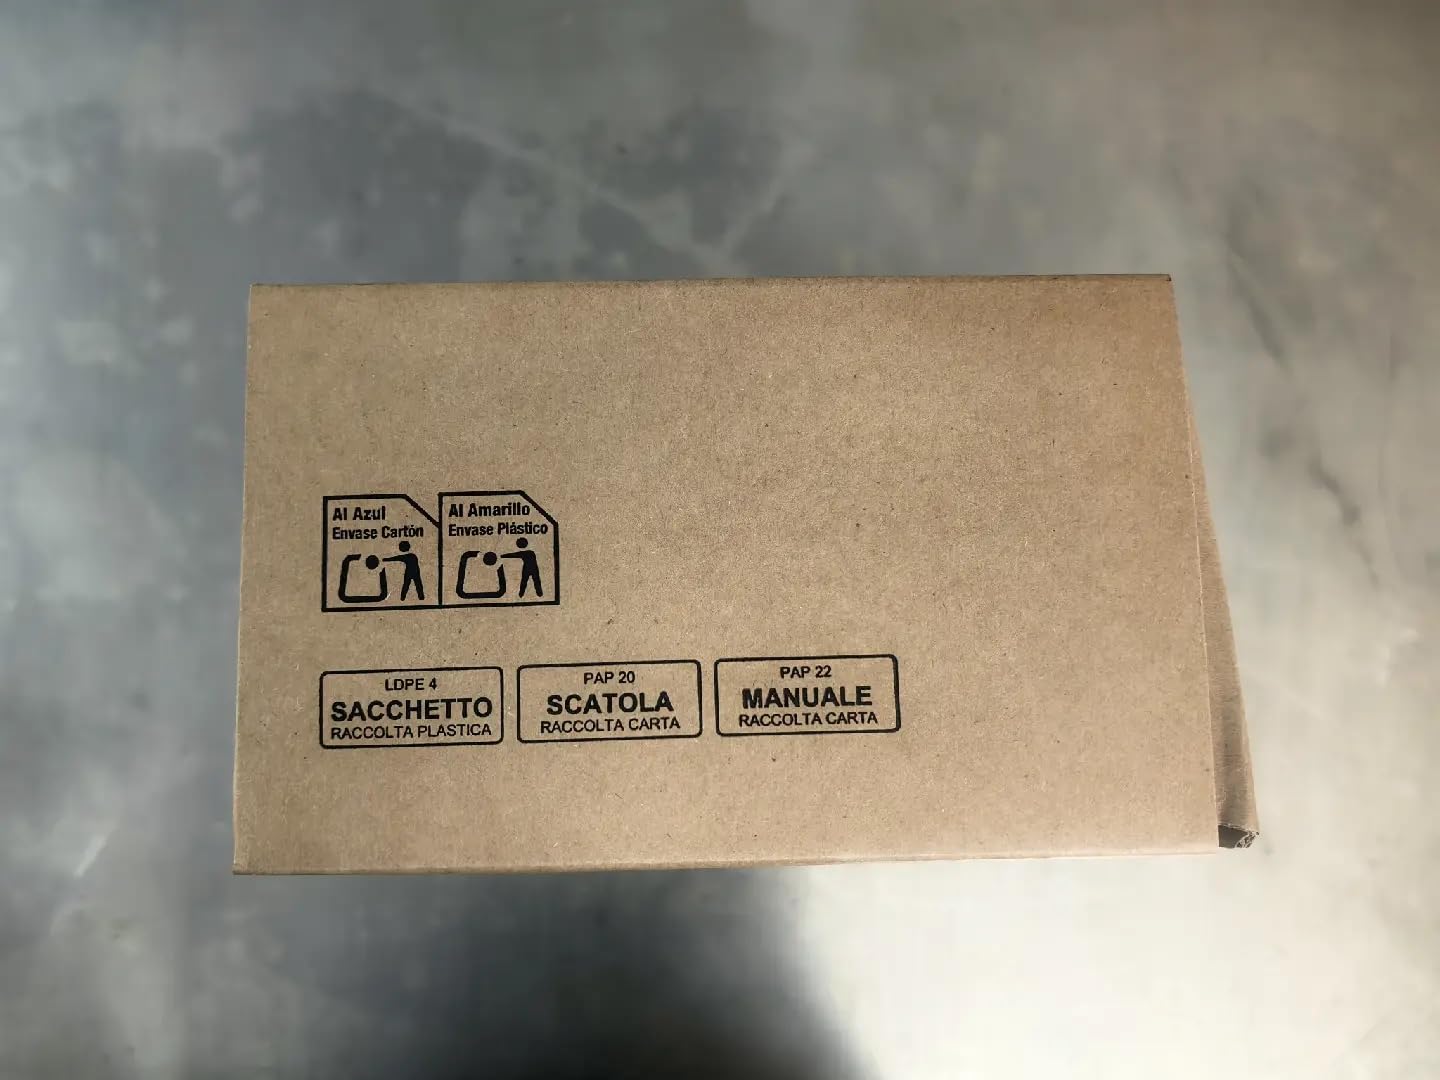 Al Azul
Envase Cartón
Al Amarillo
Envase Plástico
LDPE 4
SACCHETTO
RACCOLTA PLASTICA
PAP 20
SCATOLA
RACCOLTA CARTA
PAP 22
MANUALE
RACCOLTA CARTA